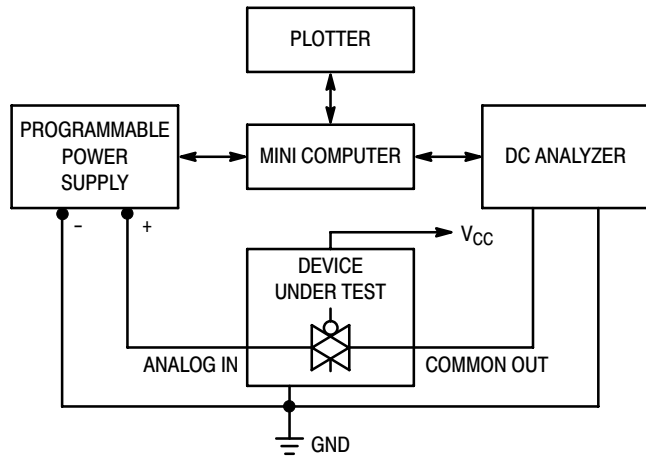 PLOTTER
PROGRAMMABLE
POWER
SUPPLY
MINI COMPUTER
DC ANALYZER
– +
VCC
DEVICE
UNDER TEST
ANALOG IN
COMMON OUT
GND